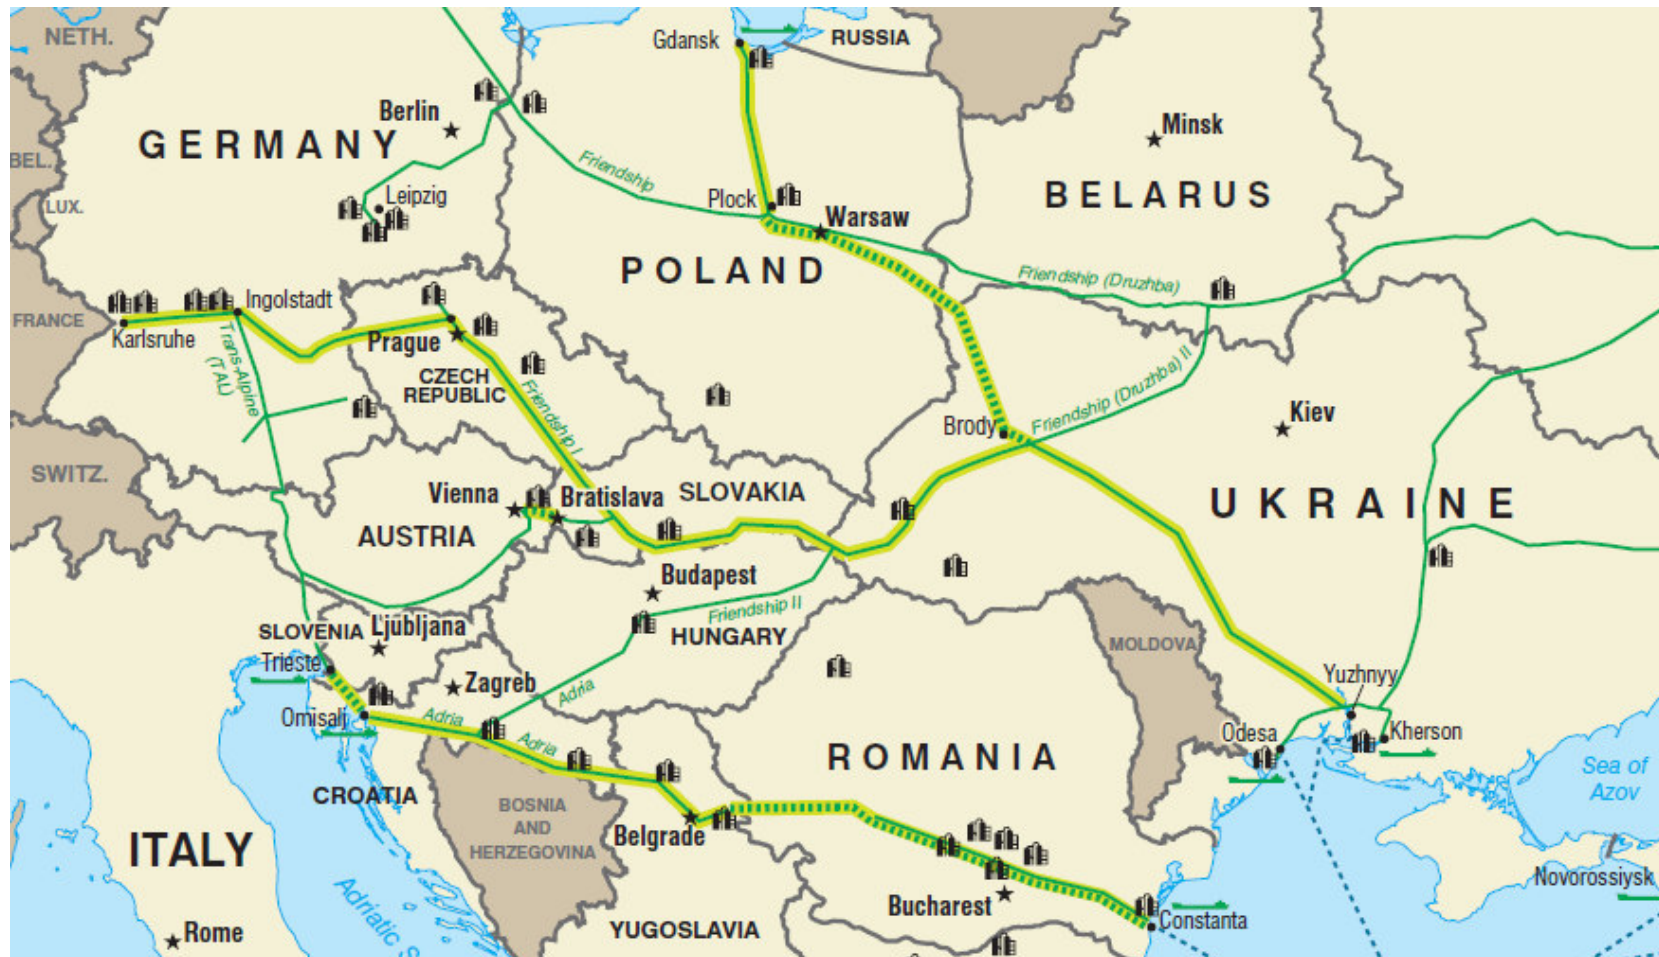 NETH.
Gdansk
RUSSIA
Berlin
Minsk
GERMANY
BEL.
Friendship
Leipzig
Plock
BELARUS
LUX.
Warsaw
POLAND
Friendship (Druzhba)
Ingolstadt
FRANCE
Karlsruhe
Prague
Trans-Alpine
(TAL)
CZECH
REPUBLIC
Friendship I
Friendship (Druzhba) II
Kiev
Brody
SWITZ.
Vienna
Bratislava
SLOVAKIA
UKRAINE
AUSTRIA
Budapest
Friendship II
SLOVENIA
Ljubljana
HUNGARY
MOLDOVA
Trieste
Zagreb
Adria
Yuzhnyy
Omisalj
Adria
Adria
Odesa
Kherson
ROMANIA
Sea of
Azov
CROATIA
BOSNIA
AND
HERZEGOVINA
Belgrade
ITALY
Novorossiysk
Adriatic S
Bucharest
Constanta
Rome
YUGOSLAVIA